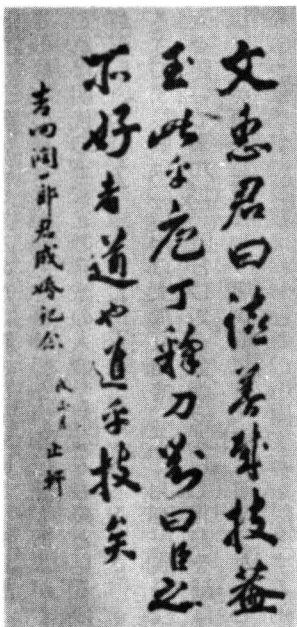 文惠君曰譆善哉技蓋
至此乎庖丁釋刀對曰臣之
所好者道也進乎技矣
吉潤一郎君成婚記念 止軒